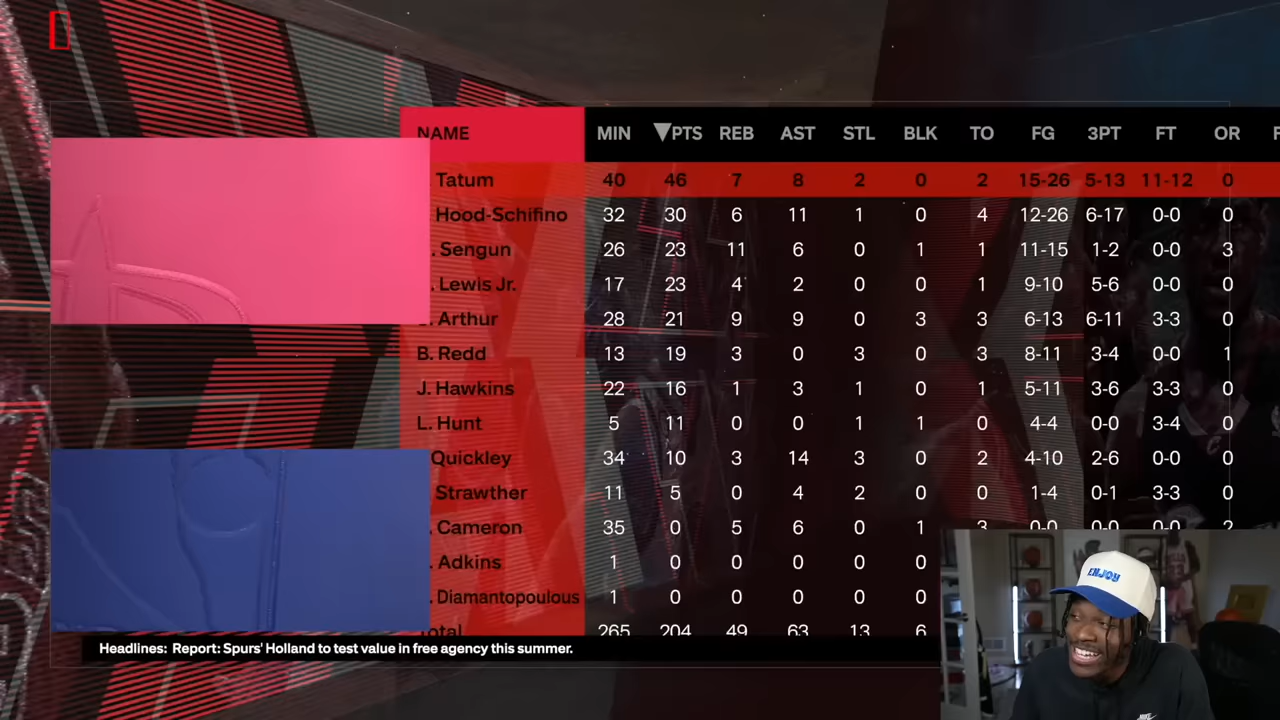 NAME MIN ▼PTS REB AST STL BLK TO FG 3PT FT OR
Tatum 40 46 7 8 2 0 2 15-26 5-13 11-12 0
Hood-Schifino 32 30 6 11 1 0 4 12-26 6-17 0-0 0
. Sengun 26 23 11 6 0 1 1 11-15 1-2 0-0 3
. Lewis Jr. 17 23 4 2 0 0 1 9-10 5-6 0-0 0
. Arthur 28 21 9 9 0 3 3 6-13 6-11 3-3 0
B. Redd 13 19 3 0 3 0 3 8-11 3-4 0-0 1
J. Hawkins 22 16 1 3 1 0 1 5-11 3-6 3-3 0
L. Hunt 5 11 0 0 1 1 0 4-4 0-0 3-4 0
Quickley 34 10 3 14 3 0 2 4-10 2-6 0-0 0
. Strawther 11 5 0 4 2 0 0 1-4 0-1 3-3 0
. Cameron 35 0 5 6 0 1 3 0-0 0-0 0-0 2
. Adkins 1 0 0 0 0 0
. Diamantopoulous 1 0 0 0 0 0
Total 265 204 49 63 13 6
Headlines: Report: Spurs' Holland to test value in free agency this summer.
ENJOY